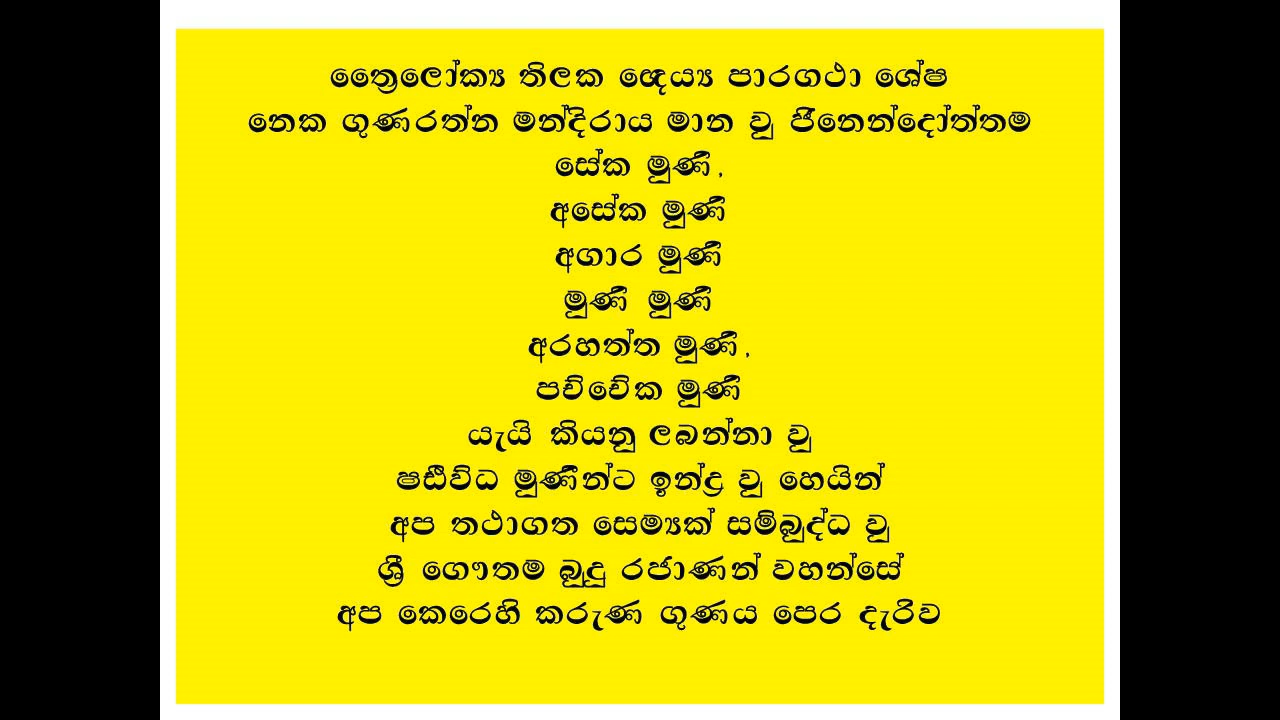 ත්‍රෛලෝක්‍ය තිලක ඥෙය්‍ය පාරගථා ශේෂ
නෙක ගුණරත්න මන්දිරාය මාන වු ජිනෙන්දෝත්තම
සේක මුණි,
අසේක මුණි
අගාර මුණි
මුණි මුණි
අරහත්ත මුණි,
පච්චේක මුණි
යැයි කියනු ලබන්නා වු
ෂඩ්විධ මුණින්ට ඉන්ද්‍ර වු හෙයින්
අප තථාගත සෙම්‍යක් සම්බුද්ධ වු
ශ්‍රී ගෞතම බුදු රජාණන් වහන්සේ
අප කෙරෙහි කරුණ ගුණය පෙර දැරිව